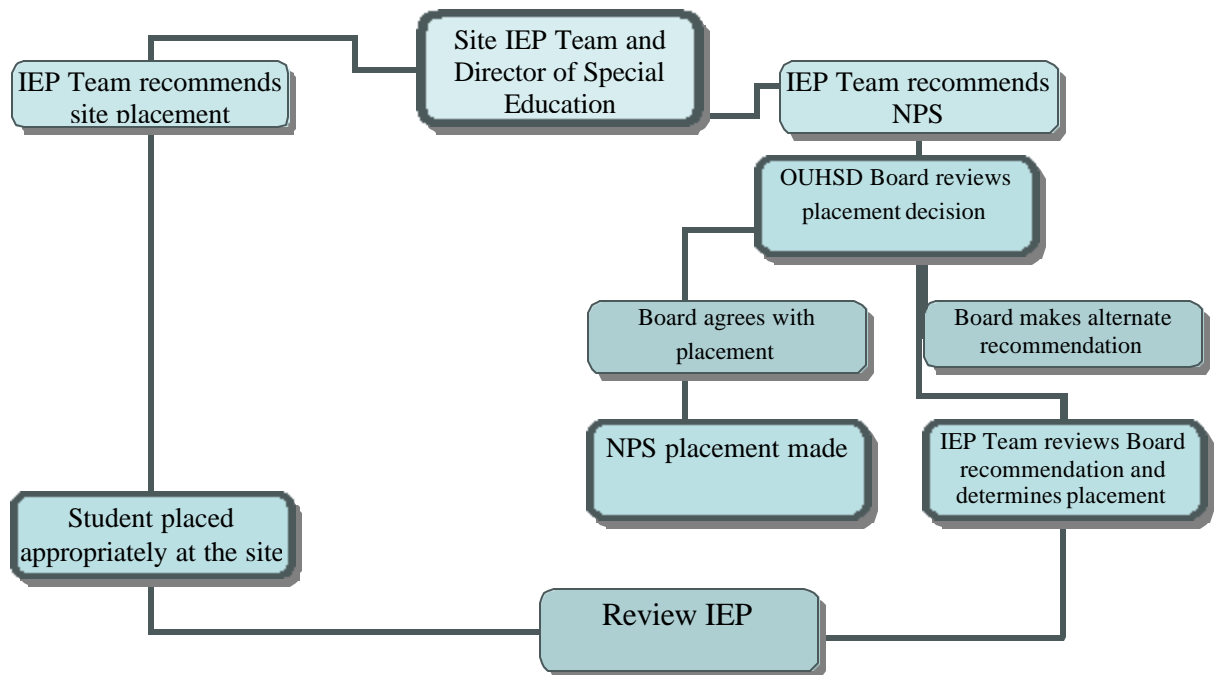 Site IEP Team and
Director of Special
Education
IEP Team recommends
site placement
IEP Team recommends
NPS
OUHSD Board reviews
placement decision
Board agrees with
placement
Board makes alternate
recommendation
NPS placement made
IEP Team reviews Board
recommendation and
determines placement
Student placed
appropriately at the site
Review IEP